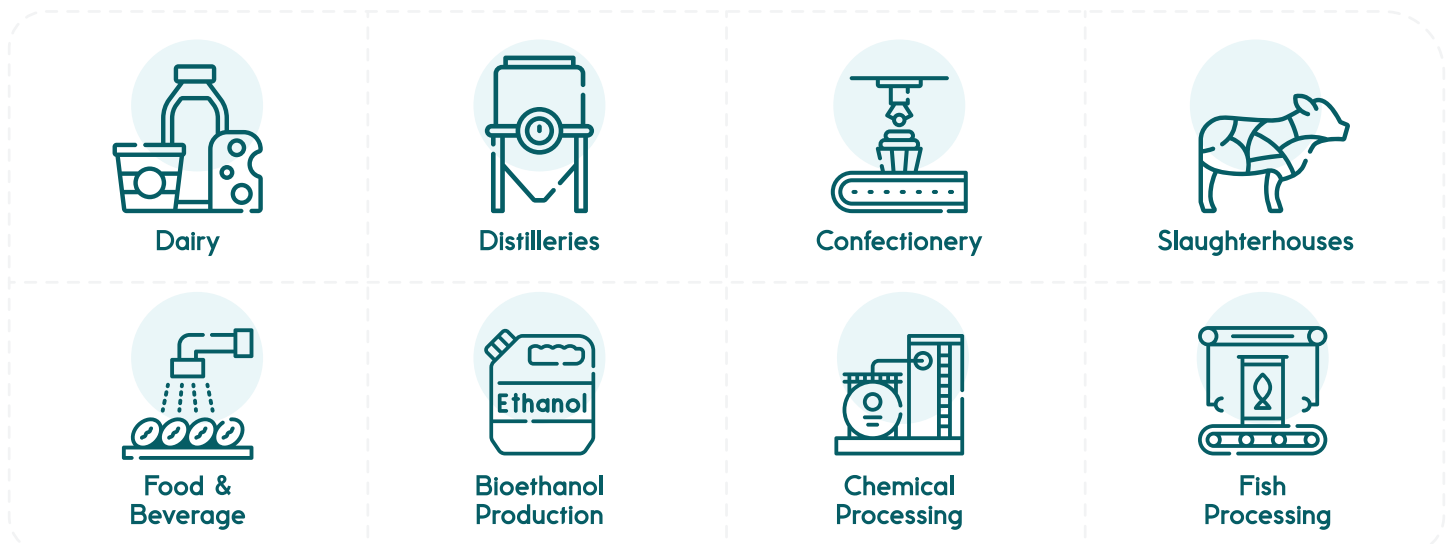 Dairy
Distilleries
Confectionery
Slaughterhouses
Food &
Beverage
Ethanol
Bioethanol
Production
Chemical
Processing
Fish
Processing